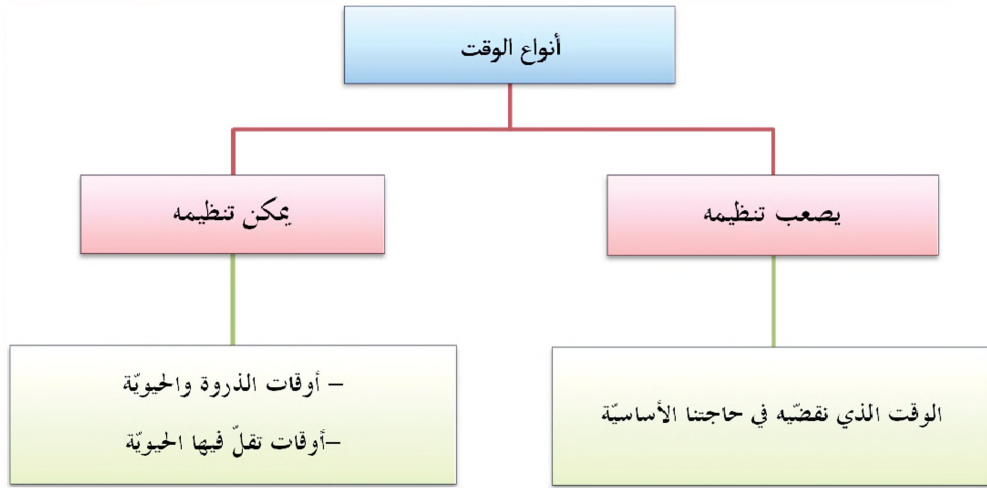 أنواع الوقت
يصعب تنظيمه
يمكن تنظيمه
الوقت الذي نقضّيه في حاجتنا الأساسيّة
– أوقات الذروة والحيويّة
–أوقات تقلّ فيها الحيويّة